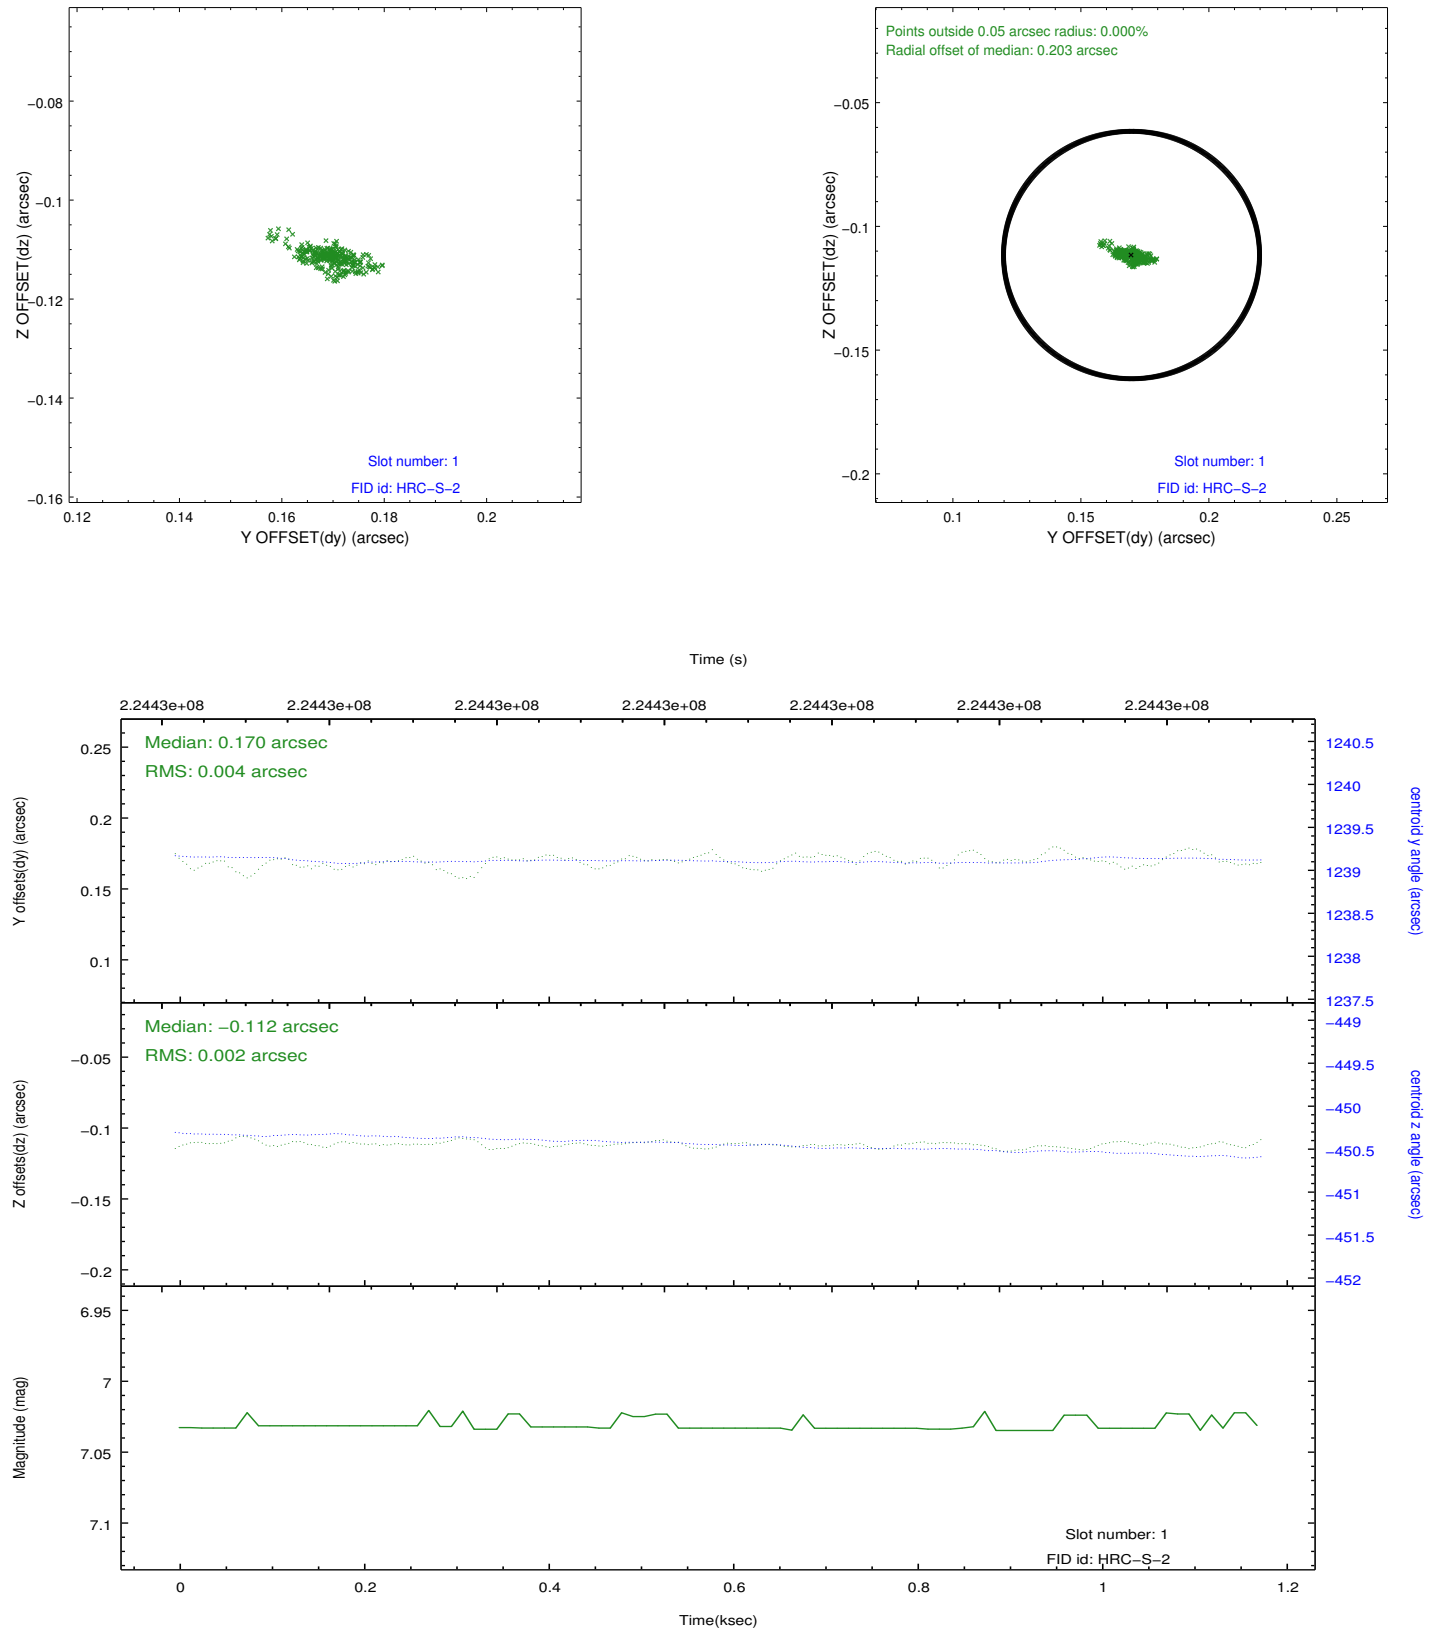 −0.08
−0.1
−0.12
−0.14
−0.16
Z OFFSET(dz) (arcsec)
0.12 0.14 0.16 0.18 0.2
Y OFFSET(dy) (arcsec)
Slot number: 1
FID id: HRC−S−2
Points outside 0.05 arcsec radius: 0.000%
Radial offset of median: 0.203 arcsec
−0.05
−0.1
−0.15
−0.2
Z OFFSET(dz) (arcsec)
0.1 0.15 0.2 0.25
Y OFFSET(dy) (arcsec)
Slot number: 1
FID id: HRC−S−2
Time (s)
2.2443e+08 2.2443e+08 2.2443e+08 2.2443e+08 2.2443e+08 2.2443e+08 2.2443e+08
Median: 0.170 arcsec
RMS: 0.004 arcsec
0.25
0.2
0.15
0.1
Y offsets(dy) (arcsec)
1240.5
1240
1239.5
1239
1238.5
1238
1237.5
centroid y angle (arcsec)
Median: −0.112 arcsec
RMS: 0.002 arcsec
−0.05
−0.1
−0.15
−0.2
Z offsets(dz) (arcsec)
−449
−449.5
−450
−450.5
−451
−451.5
−452
centroid z angle (arcsec)
6.95
7
7.05
7.1
Magnitude (mag)
Slot number: 1
FID id: HRC−S−2
0 0.2 0.4 0.6 0.8 1 1.2
Time(ksec)